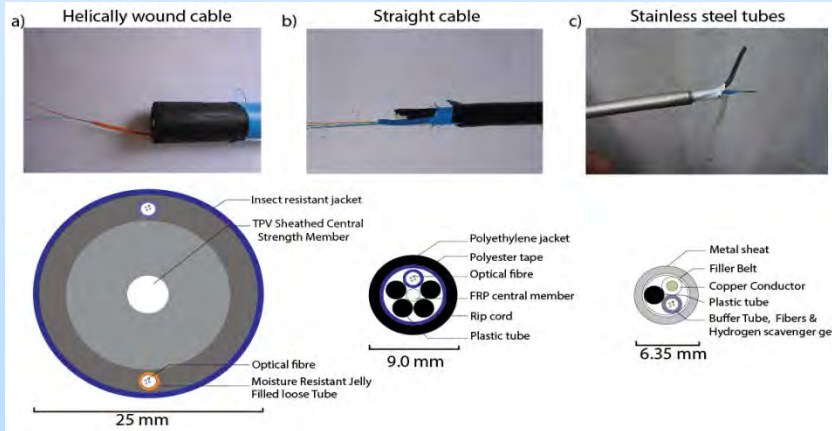 a)
Helically wound cable
b)
Straight cable
c)
Stainless steel tubes
Insect resistant jacket
TPV Sheathed Central
Strength Member
Optical fibre
Moisture Resistant Jelly
Filled loose Tube
25 mm
Polyethylene jacket
Polyester tape
Optical fibre
FRP central member
Rip cord
Plastic tube
9.0 mm
Metal sheat
Filler Belt
Copper Conductor
Plastic tube
Buffer Tube, Fibers &
Hydrogen scavenger ge
6.35 mm